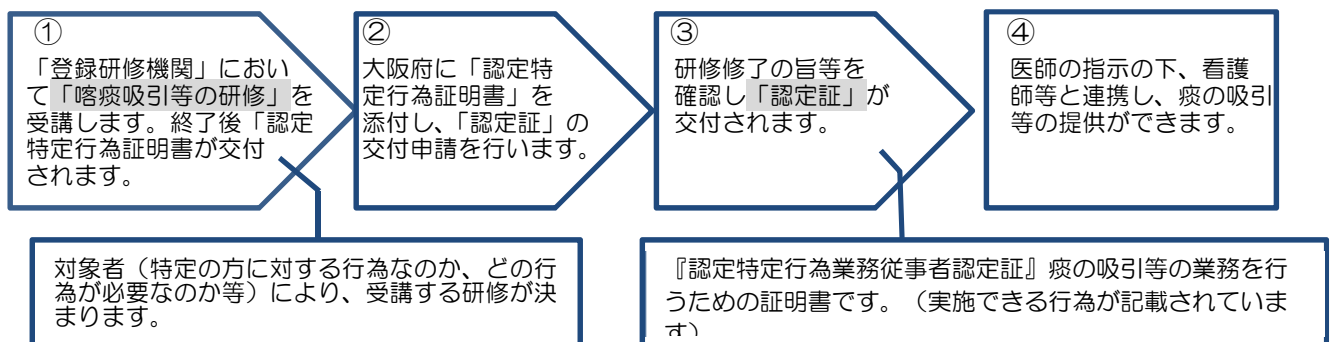 ①
「登録研修機関」におい
て「喀痰吸引等の研修」を
受講します。終了後「認定
特定行為証明書が交付
されます。
②
大阪府に「認定特
定行為証明書」を
添付し、「認定証」の
交付申請を行います。
③
研修修了の旨等を
確認し「認定証」が
交付されます。
④
医師の指示の下、看護
師等と連携し、痰の吸引
等の提供ができます。
対象者（特定の方に対する行為なのか、どの行
為が必要なのか等）により、受講する研修が決
まります。
『認定特定行為業務従事者認定証』痰の吸引等の業務を行
うための証明書です。（実施できる行為が記載されていま
す）